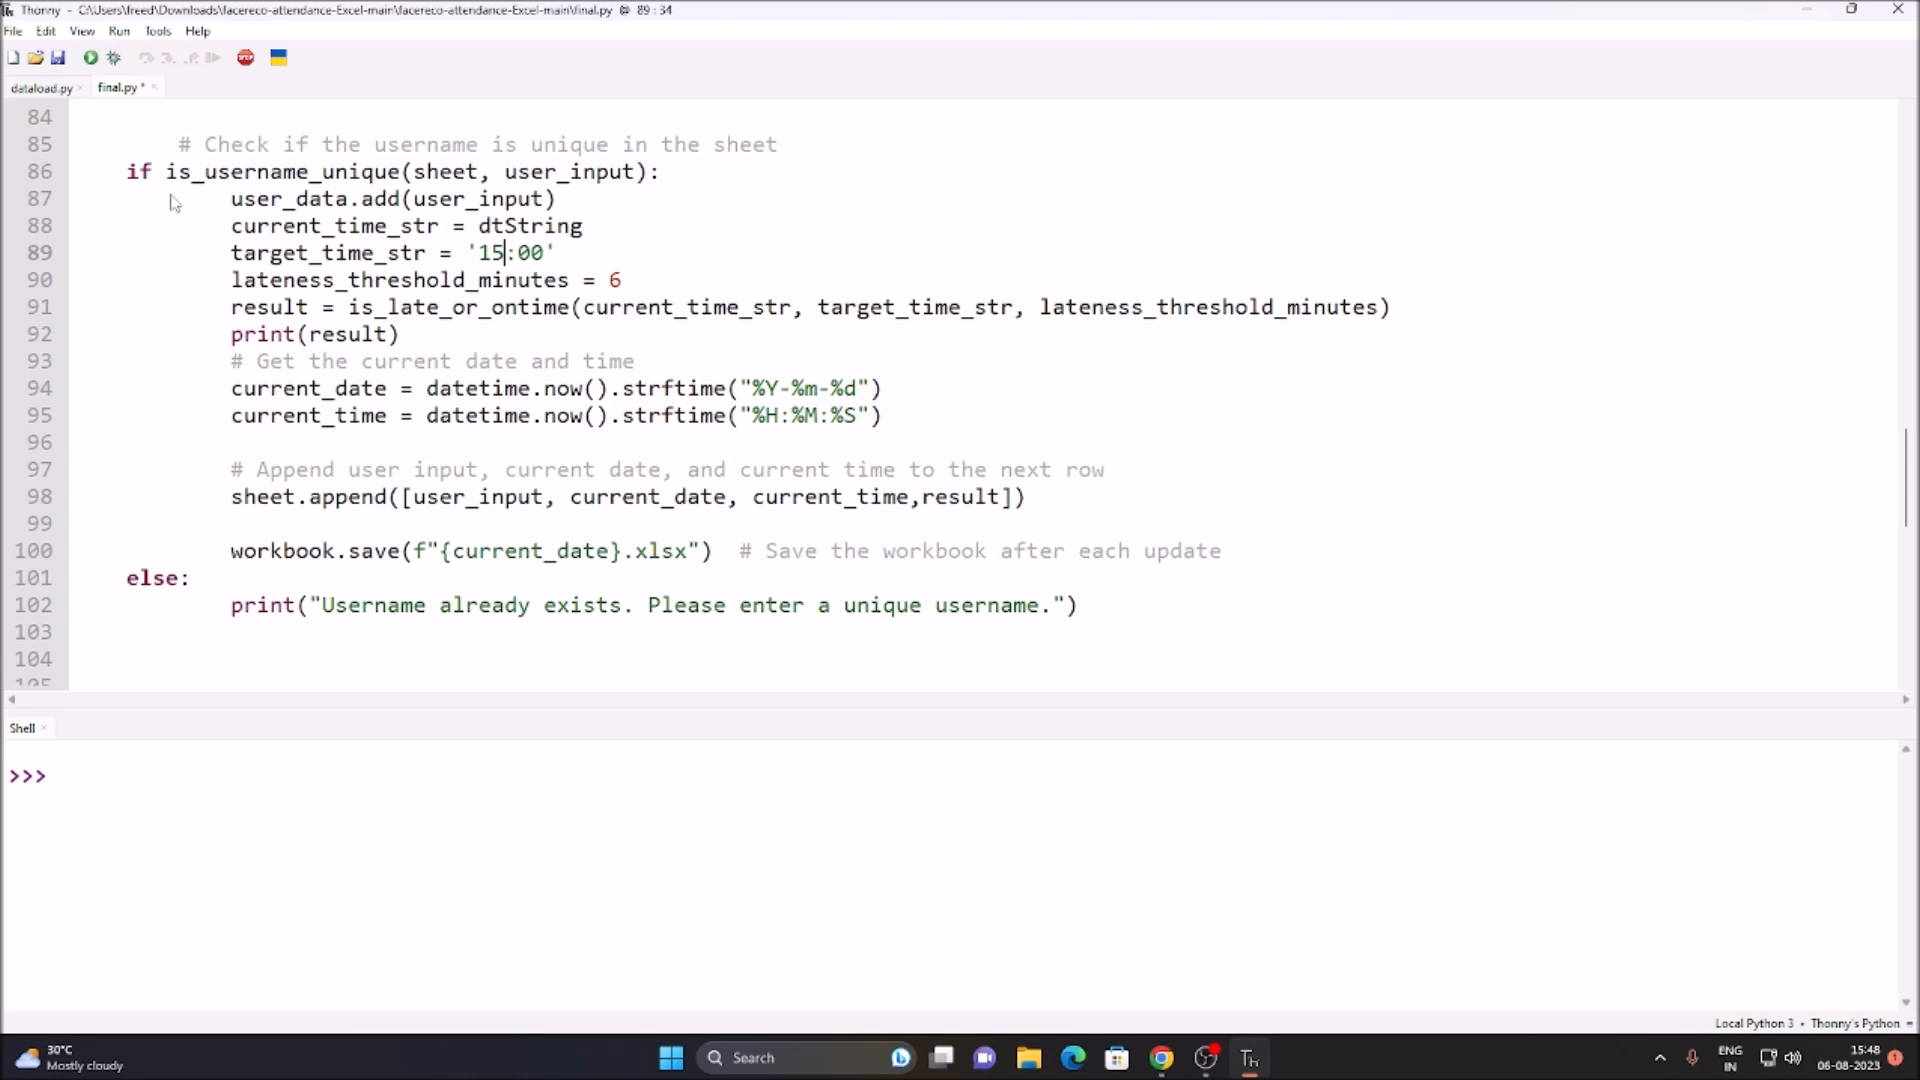 Thonny - C:\Users\freed\Downloads\facereco-attendance-Excel-main\facereco-attendance-Excel-main\final.py @ 89 : 34
File Edit View Run Tools Help
dataload.py × final.py * ×
84
85 # Check if the username is unique in the sheet
86 if is_username_unique(sheet, user_input):
87 user_data.add(user_input)
88 current_time_str = dtString
89 target_time_str = '15:00'
90 lateness_threshold_minutes = 6
91 result = is_late_or_ontime(current_time_str, target_time_str, lateness_threshold_minutes)
92 print(result)
93 # Get the current date and time
94 current_date = datetime.now().strftime("%Y-%m-%d")
95 current_time = datetime.now().strftime("%H:%M:%S")
96
97 # Append user input, current date, and current time to the next row
98 sheet.append([user_input, current_date, current_time,result])
99
100 workbook.save(f"{current_date}.xlsx") # Save the workbook after each update
101 else:
102 print("Username already exists. Please enter a unique username.")
103
104
105
Shell ×
>>>
Local Python 3 • Thonny's Python ≡
30°C
Mostly cloudy
Search
ENG
IN
15:48
06-08-2023
1